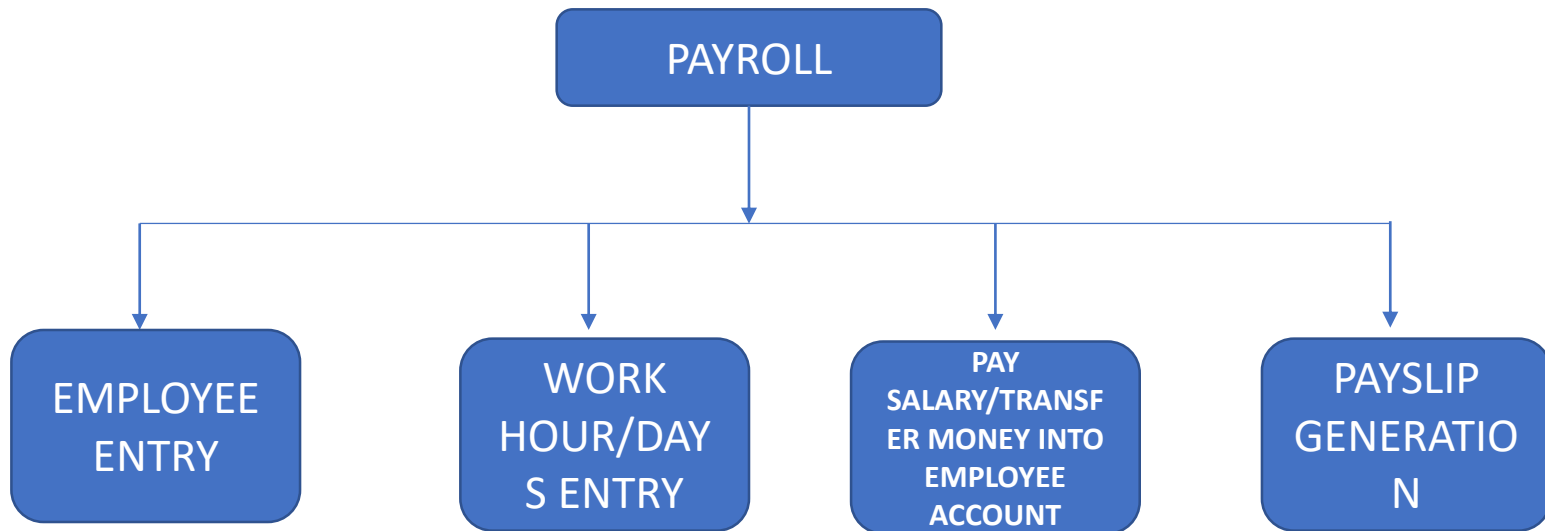 PAYROLL
EMPLOYEE
ENTRY
WORK
HOUR/DAY
S ENTRY
PAY
SALARY/TRANSF
ER MONEY INTO
EMPLOYEE
ACCOUNT
PAYSLIP
GENERATIO
N